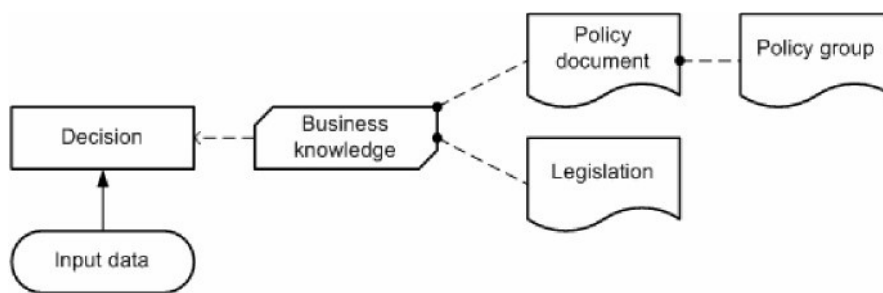 Policy
document
Policy group
Decision
Business
knowledge
Legislation
Input data